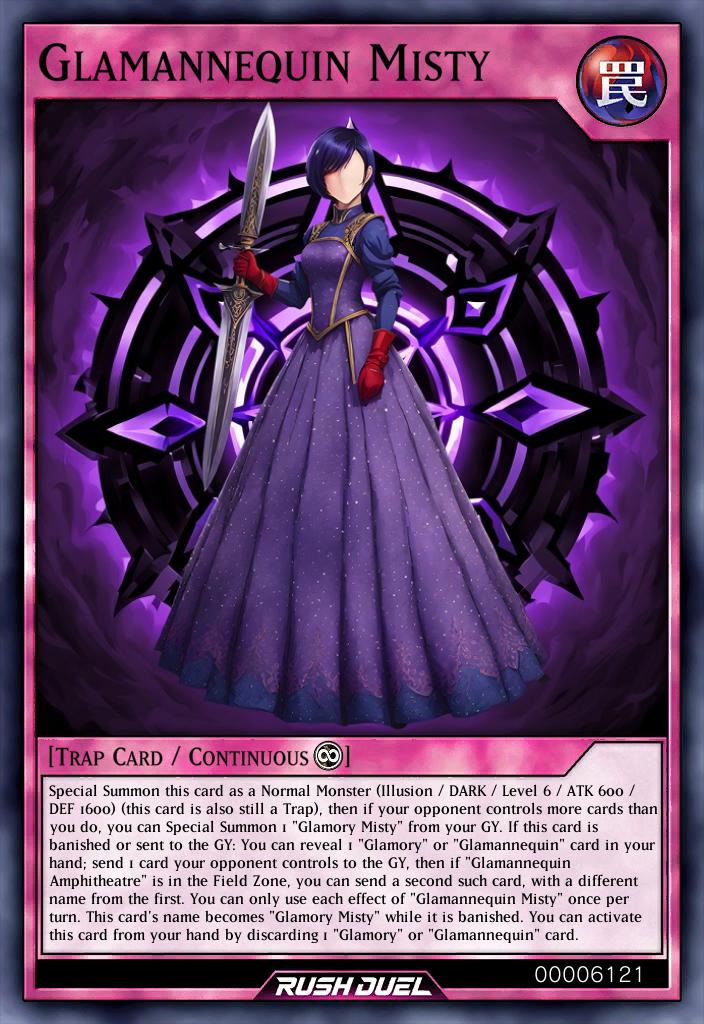 Glamannequin Misty
罠
[Trap Card / Continuous ∞]
Special Summon this card as a Normal Monster (Illusion / DARK / Level 6 / ATK 600 /
DEF 1600) (this card is also still a Trap), then if your opponent controls more cards than
you do, you can Special Summon 1 "Glamory Misty" from your GY. If this card is
banished or sent to the GY: You can reveal 1 "Glamory" or "Glamannequin" card in your
hand; send 1 card your opponent controls to the GY, then if "Glamannequin
Amphitheatre" is in the Field Zone, you can send a second such card, with a different
name from the first. You can only use each effect of "Glamannequin Misty" once per
turn. This card's name becomes "Glamory Misty" while it is banished. You can activate
this card from your hand by discarding 1 "Glamory" or "Glamannequin" card.
00006121
RUSH DUEL